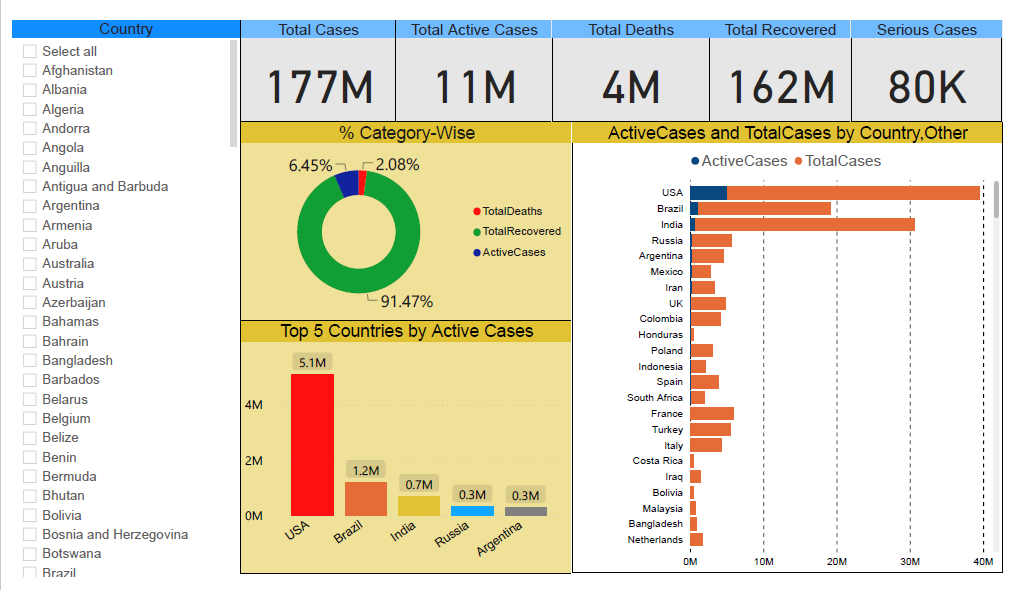 Country
Select all
Afghanistan
Albania
Algeria
Andorra
Angola
Anguilla
Antigua and Barbuda
Argentina
Armenia
Aruba
Australia
Austria
Azerbaijan
Bahamas
Bahrain
Bangladesh
Barbados
Belarus
Belgium
Belize
Benin
Bermuda
Bhutan
Bolivia
Bosnia and Herzegovina
Botswana
Brazil
Total Cases
177M
Total Active Cases
11M
Total Deaths
4M
Total Recovered
162M
Serious Cases
80K
% Category-Wise
6.45%
2.08%
91.47%
TotalDeaths
TotalRecovered
ActiveCases
Top 5 Countries by Active Cases
4M
2M
0M
5.1M
1.2M
0.7M
0.3M
0.3M
USA
Brazil
India
Russia
Argentina
ActiveCases and TotalCases by Country,Other
ActiveCases TotalCases
USA
Brazil
India
Russia
Argentina
Mexico
Iran
UK
Colombia
Honduras
Poland
Indonesia
Spain
South Africa
France
Turkey
Italy
Costa Rica
Iraq
Bolivia
Malaysia
Bangladesh
Netherlands
0M 10M 20M 30M 40M